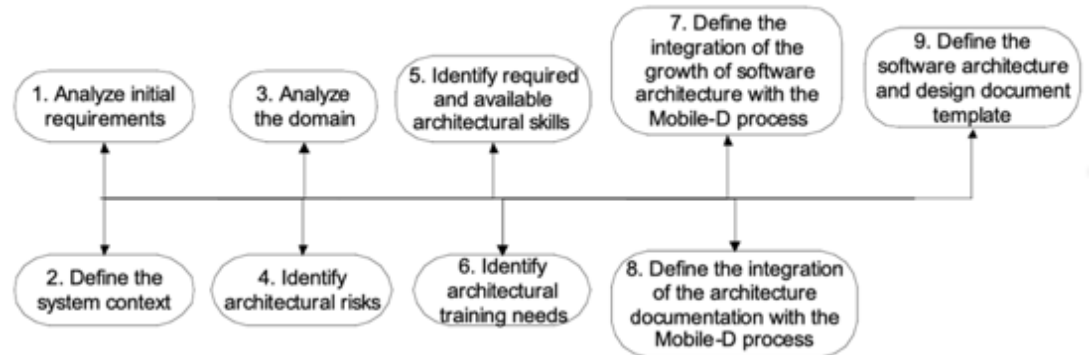 1. Analyze initial
requirements
2. Define the
system context
3. Analyze
the domain
4. Identify
architectural risks
5. Identify required
and available
architectural skills
6. Identify
architectural
training needs
7. Define the
integration of the
growth of software
architecture with the
Mobile-D process
8. Define the integration
of the architecture
documentation with the
Mobile-D process
9. Define the
software architecture
and design document
template